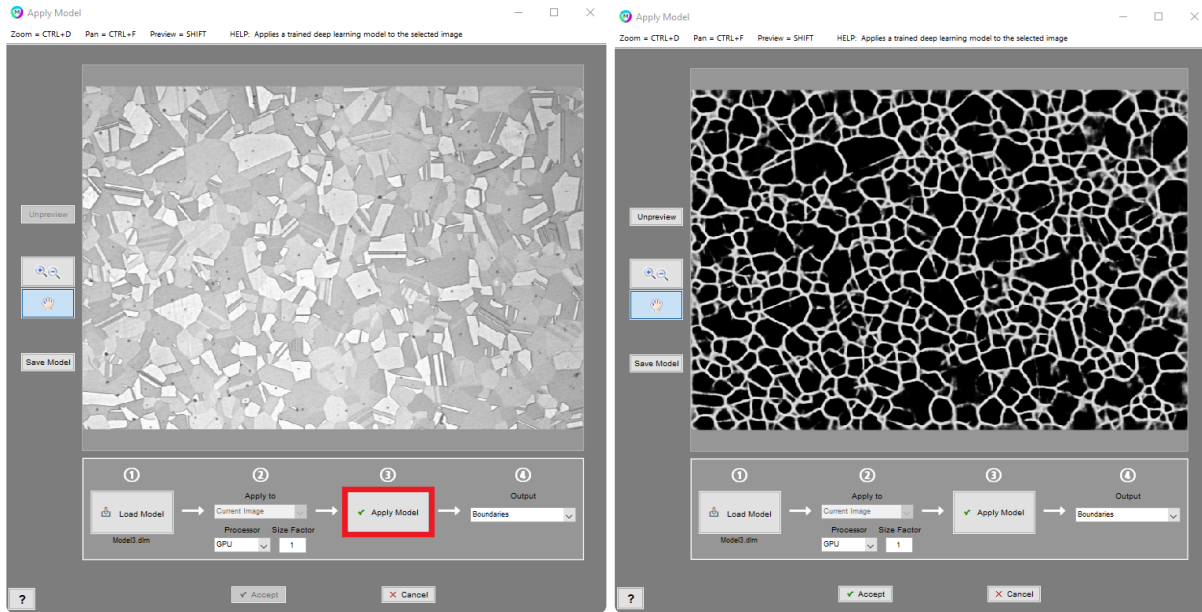 Apply Model
Zoom = CTRL+D Pan = CTRL+F Preview = SHIFT HELP: Applies a trained deep learning model to the selected image
Unpreview
Save Model
1 2 3 4
Apply to Output
Load Model Current Image Apply Model Boundaries
Processor Size Factor
Model3.dlm GPU 1
? Accept Cancel
Apply Model
Zoom = CTRL+D Pan = CTRL+F Preview = SHIFT HELP: Applies a trained deep learning model to the selected image
Unpreview
Save Model
1 2 3 4
Apply to Output
Load Model Current Image Apply Model Boundaries
Processor Size Factor
Model3.dlm GPU 1
? Accept Cancel